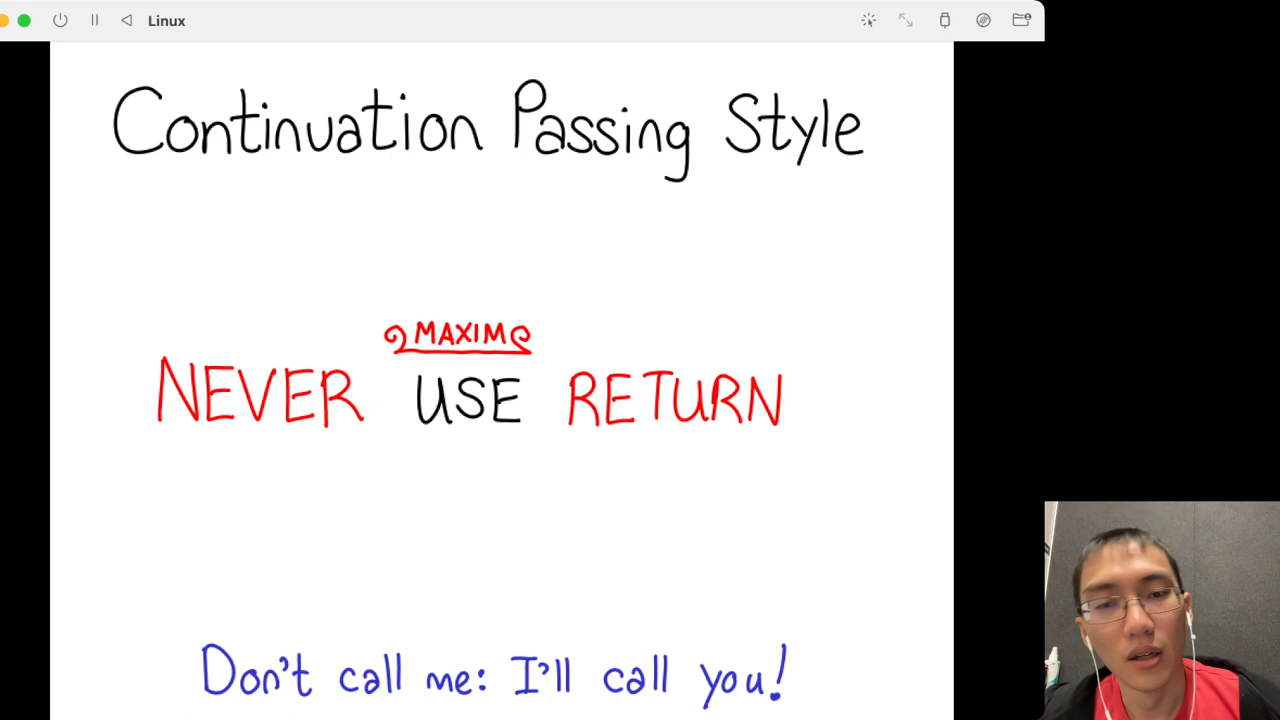 Linux
Continuation Passing Style
MAXIM
NEVER USE RETURN
Don't call me: I'll call you!